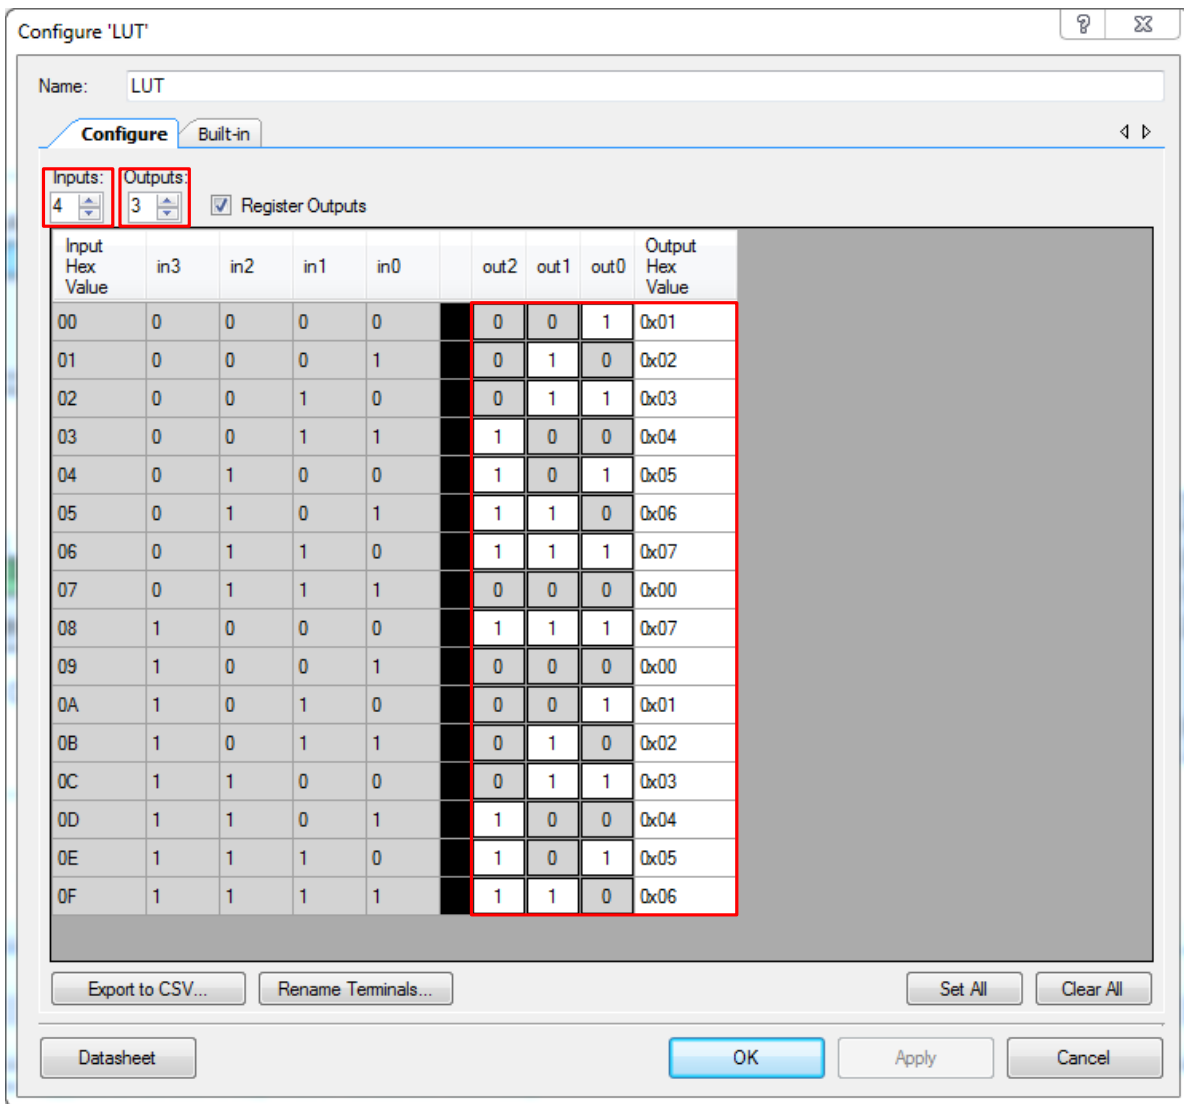 Configure 'LUT'
Name: LUT
Configure Built-in
Inputs: Outputs:
4 3 Register Outputs
Input Hex Value in3 in2 in1 in0 out2 out1 out0 Output Hex Value
00 0 0 0 0 0 0 1 0x01
01 0 0 0 1 0 1 0 0x02
02 0 0 1 0 0 1 1 0x03
03 0 0 1 1 1 0 0 0x04
04 0 1 0 0 1 0 1 0x05
05 0 1 0 1 1 1 0 0x06
06 0 1 1 0 1 1 1 0x07
07 0 1 1 1 0 0 0 0x00
08 1 0 0 0 1 1 1 0x07
09 1 0 0 1 0 0 0 0x00
0A 1 0 1 0 0 0 1 0x01
0B 1 0 1 1 0 1 0 0x02
0C 1 1 0 0 0 1 1 0x03
0D 1 1 0 1 1 0 0 0x04
0E 1 1 1 0 1 0 1 0x05
0F 1 1 1 1 1 1 0 0x06
Export to CSV... Rename Terminals... Set All Clear All
Datasheet OK Apply Cancel